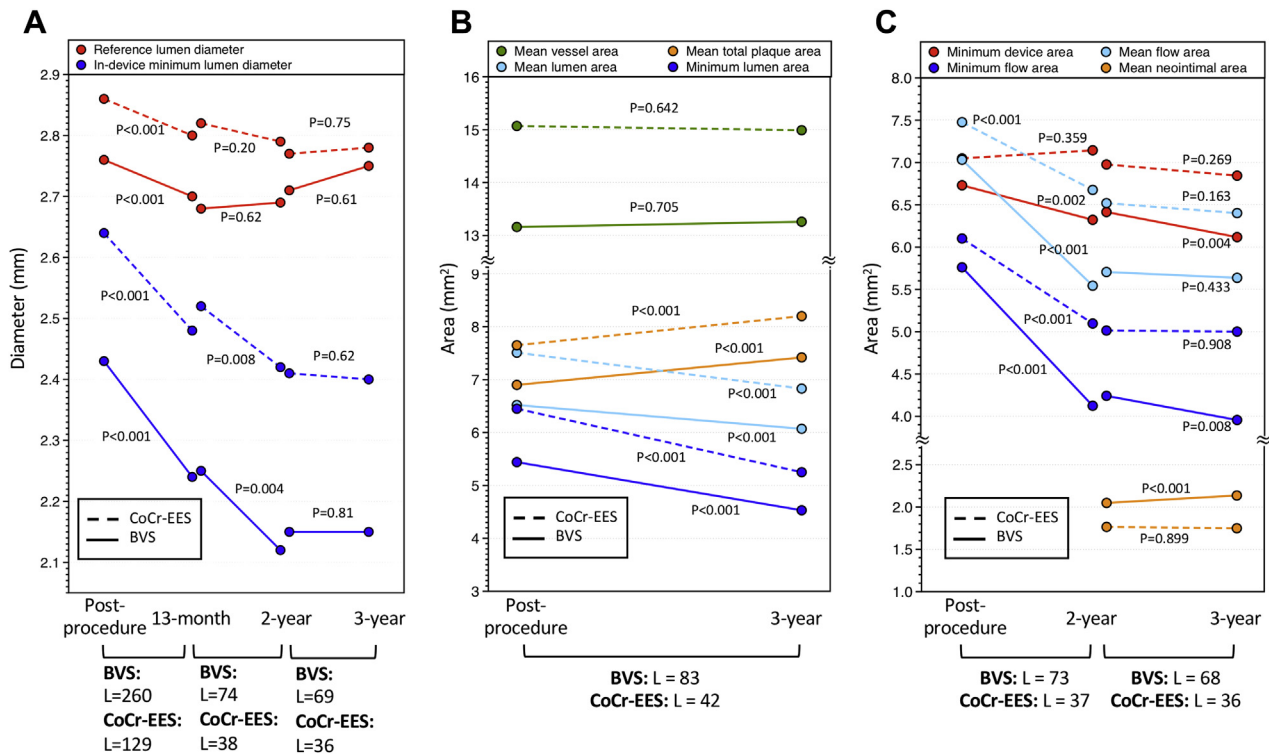 A
Reference lumen diameter
In-device minimum lumen diameter
Diameter (mm)
2.9
2.8
2.7
2.6
2.5
2.4
2.3
2.2
2.1
P<0.001
P=0.20
P=0.75
P<0.001
P=0.62
P=0.61
P<0.001
P=0.008
P=0.62
P<0.001
P=0.004
P=0.81
CoCr-EES
BVS
Post-
procedure
13-month
2-year
3-year
BVS:
L=260
CoCr-EES:
L=129
BVS:
L=74
CoCr-EES:
L=38
BVS:
L=69
CoCr-EES:
L=36
B
Mean vessel area
Mean total plaque area
Mean lumen area
Minimum lumen area
Area (mm²)
16
15
14
13
9
8
7
6
5
4
3
P=0.642
P=0.705
P<0.001
P<0.001
P<0.001
P<0.001
P<0.001
P<0.001
CoCr-EES
BVS
Post-
procedure
3-year
BVS: L = 83
CoCr-EES: L = 42
C
Minimum device area
Mean flow area
Minimum flow area
Mean neointimal area
Area (mm²)
8.0
7.5
7.0
6.5
6.0
5.5
5.0
4.5
4.0
2.5
2.0
1.5
1.0
P<0.001
P=0.359
P=0.269
P=0.163
P=0.002
P=0.004
P<0.001
P=0.433
P<0.001
P=0.908
P<0.001
P=0.008
P<0.001
P=0.899
CoCr-EES
BVS
Post-
procedure
2-year
3-year
BVS: L = 73
CoCr-EES: L = 37
BVS: L = 68
CoCr-EES: L = 36